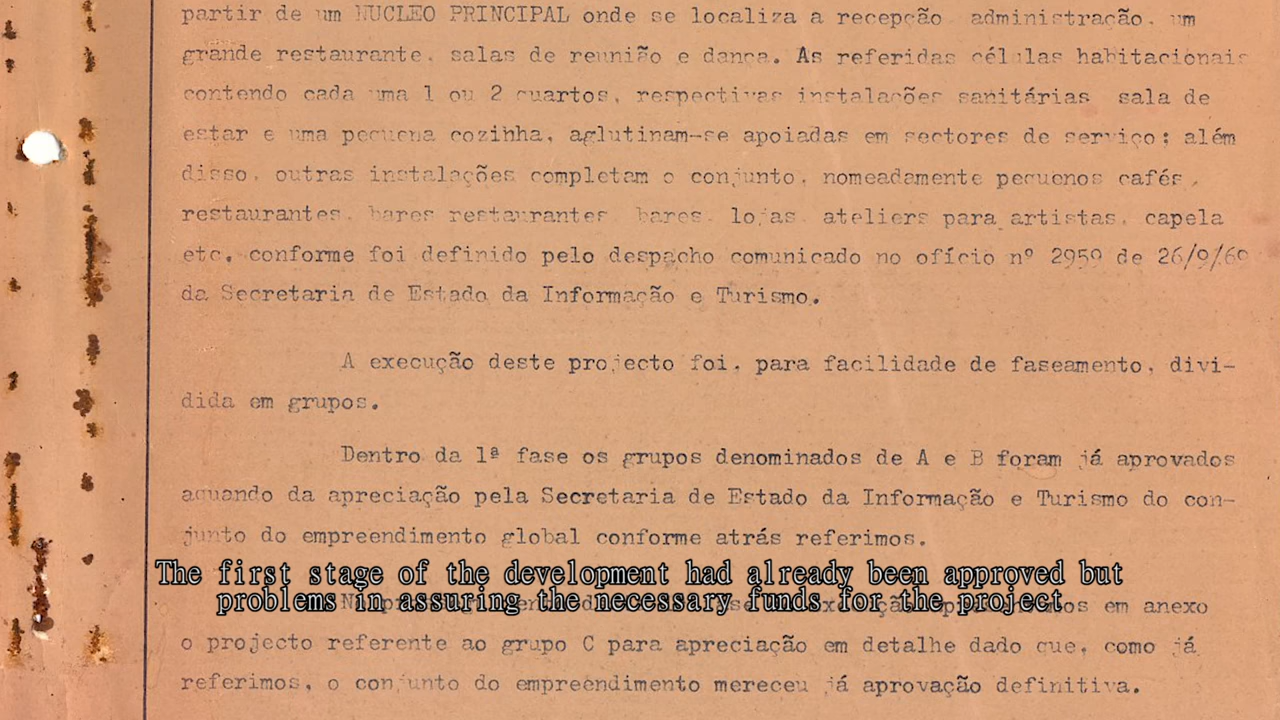 partir de um NUCLEO PRINCIPAL onde se localiza a recepção administração. um
grande restaurante. salas de reunião e dança. As referidas células habitacionais
contendo cada uma 1 ou 2 quartos, respectivas instalações sanitárias sala de
estar e uma pequena cozinha, aglutinam-se apoiadas em sectores de serviço; além
disso. outras instalações completam o conjunto. nomeadamente pequenos cafés,
restaurantes. bares restaurantes bares. lojas ateliers para artistas. capela
etc. conforme foi definido pelo despacho comunicado no ofício nº 2959 de 26/9/69
da Secretaria de Estado da Informação e Turismo.
A execução deste projecto foi. para facilidade de faseamento. divi-
dida em grupos.
Dentro da 1ª fase os grupos denominados de A e B foram já aprovados
aquando da apreciação pela Secretaria de Estado da Informação e Turismo do con-
junto do empreendimento global conforme atrás referimos.
The first stage of the development had already been approved but
problems in assuring the necessary funds for the project
em anexo
o projecto referente ao grupo C para apreciação em detalhe dado que, como já
referimos, o conjunto do empreendimento mereceu já aprovação definitiva.